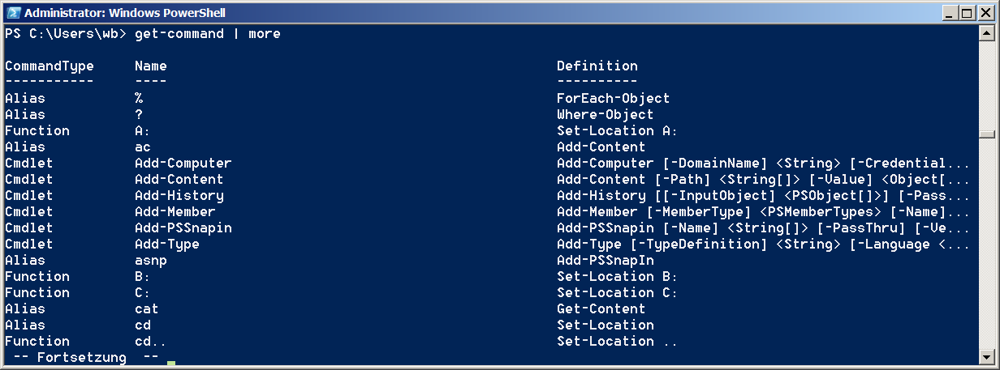 Administrator: Windows PowerShell
PS C:\Users\wb> get-command | more
CommandType     Name                                                Definition
-----------     ----                                                ----------
Alias           %                                                   ForEach-Object
Alias           ?                                                   Where-Object
Function        A:                                                  Set-Location A:
Alias           ac                                                  Add-Content
Cmdlet          Add-Computer                                        Add-Computer [-DomainName] <String> [-Credential...
Cmdlet          Add-Content                                         Add-Content [-Path] <String[]> [-Value] <Object[...
Cmdlet          Add-History                                         Add-History [[-InputObject] <PSObject[]>] [-Pass...
Cmdlet          Add-Member                                          Add-Member [-MemberType] <PSMemberTypes> [-Name]...
Cmdlet          Add-PSSnapin                                        Add-PSSnapin [-Name] <String[]> [-PassThru] [-Ve...
Cmdlet          Add-Type                                            Add-Type [-TypeDefinition] <String> [-Language <...
Alias           asnp                                                Add-PSSnapIn
Function        B:                                                  Set-Location B:
Function        C:                                                  Set-Location C:
Alias           cat                                                 Get-Content
Alias           cd                                                  Set-Location
Function        cd..                                                Set-Location ..
-- Fortsetzung  --